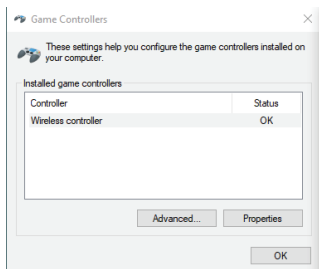 Game Controllers
These settings help you configure the game controllers installed on
your computer.
Installed game controllers
Controller Status
Wireless controller OK
Advanced... Properties
OK